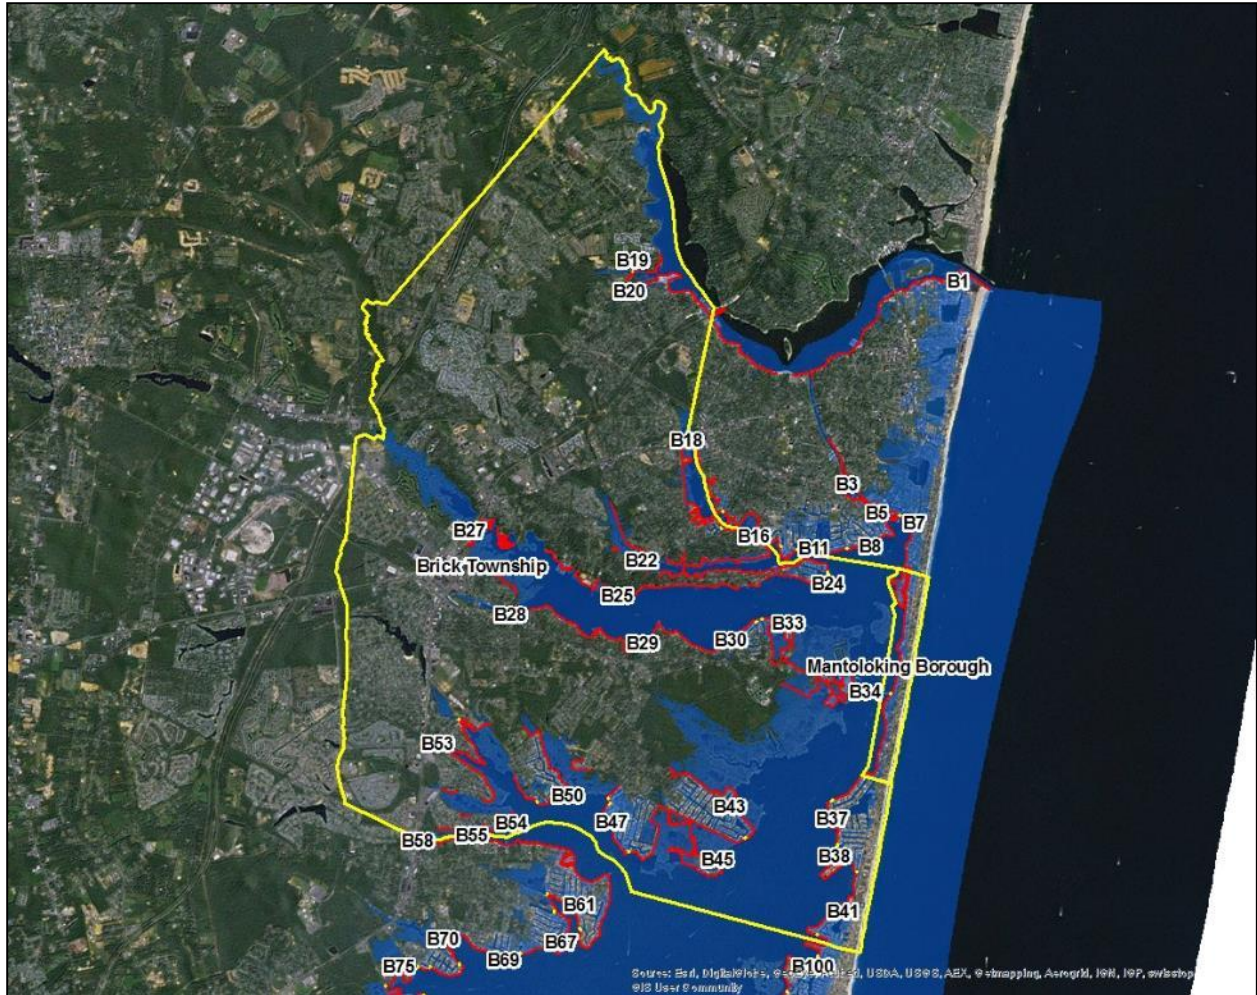 B19
B20
B1
B18
B3
B5
B7
B16
B8
B11
B27
B22
Brick Township
B24
B25
B28
B33
B30
B29
Mantoloking Borough
B34
B53
B50
B43
B47
B37
B54
B55
B58
B38
B45
B61
B41
B70
B67
B69
B75
B100
Source: Esri, DigitalGlobe, USDA, USGS, AEX, Getmapping, Aerogrid, IGN, IGP, swisstopo
GIS User Community